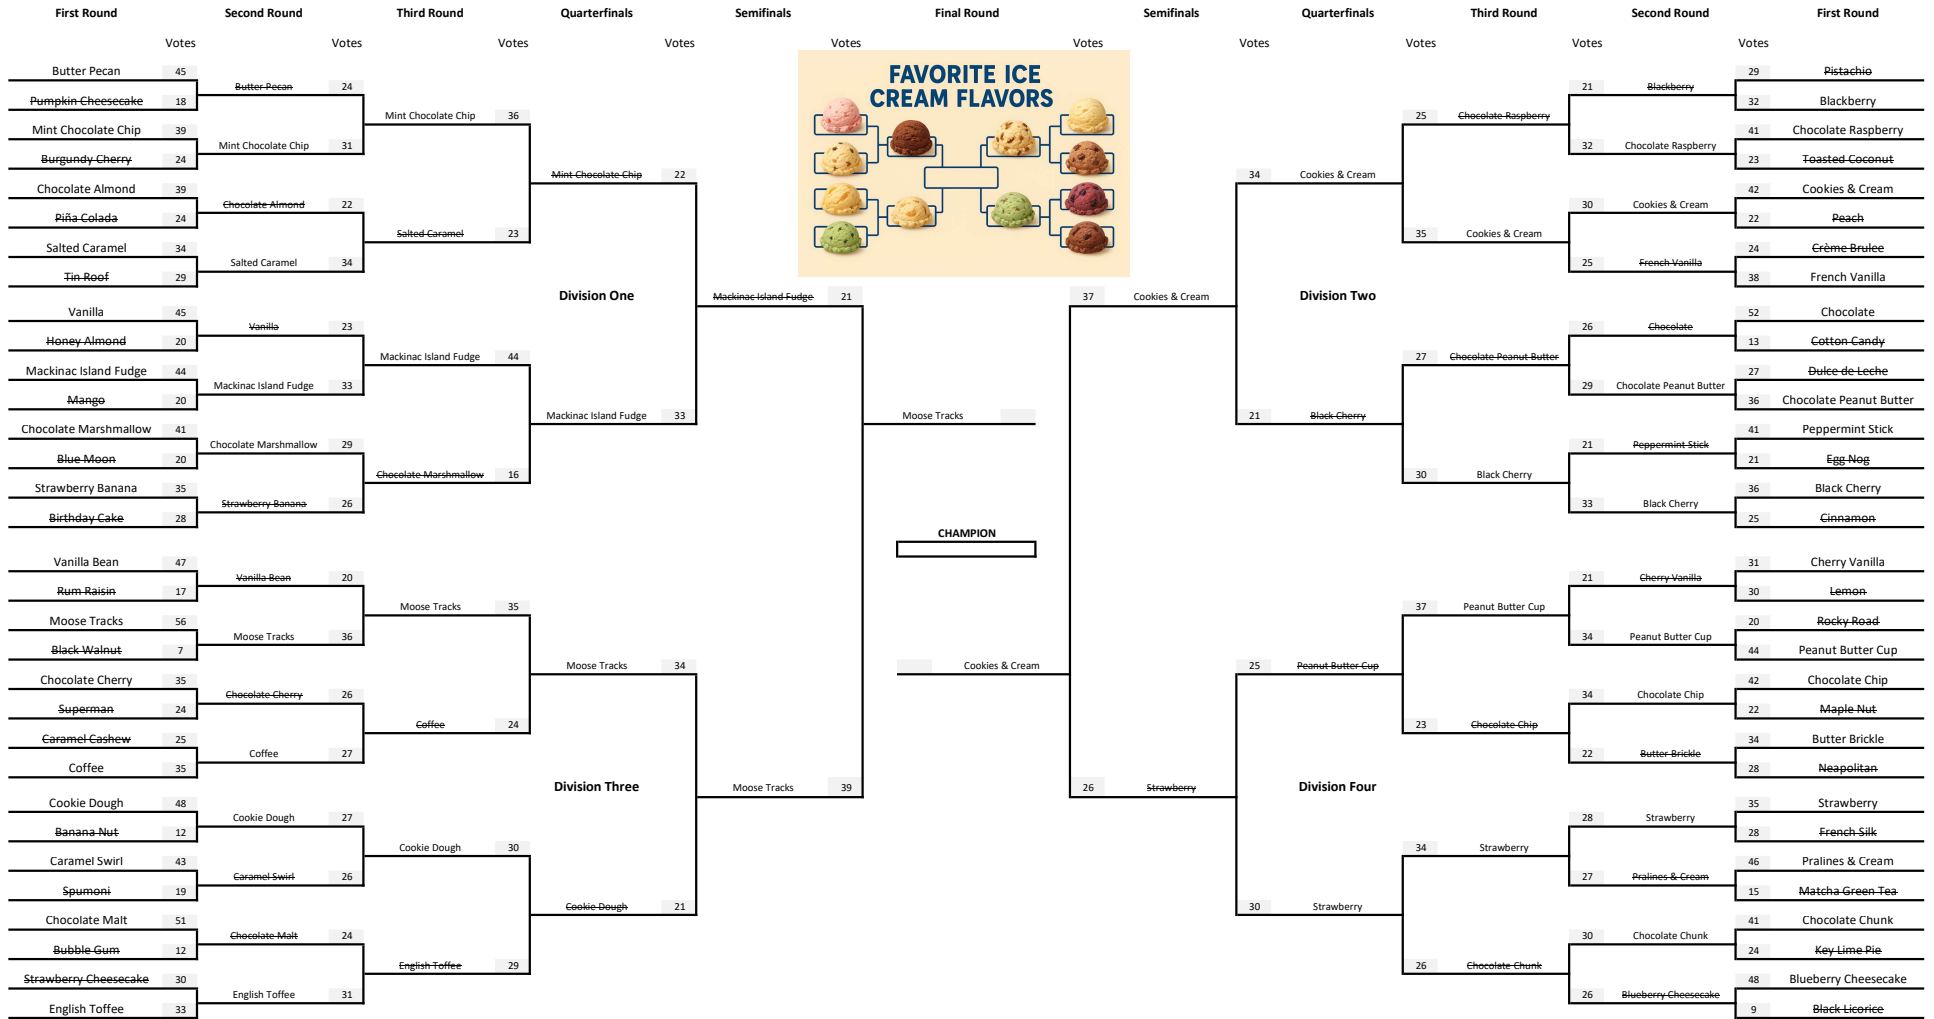 First Round Second Round Third Round Quarterfinals Semifinals Final Round Semifinals Quarterfinals Third Round Second Round First Round
Votes Votes Votes Votes Votes Votes Votes Votes Votes Votes
FAVORITE ICE
CREAM FLAVORS
Butter Pecan 45
Pumpkin Cheesecake 18
Mint Chocolate Chip 39
Burgundy Cherry 24
Chocolate Almond 39
Piña Colada 24
Salted Caramel 34
Tin Roof 29
Vanilla 45
Honey Almond 20
Mackinac Island Fudge 44
Mango 20
Chocolate Marshmallow 41
Blue Moon 20
Strawberry Banana 35
Birthday Cake 28
Butter Pecan 24
Mint Chocolate Chip 31
Chocolate Almond 22
Salted Caramel 34
Vanilla 23
Mackinac Island Fudge 33
Chocolate Marshmallow 29
Strawberry Banana 26
Mint Chocolate Chip 36
Salted Caramel 23
Mackinac Island Fudge 44
Chocolate Marshmallow 16
Mint Chocolate Chip 22
Division One
Mackinac Island Fudge 33
Mackinac Island Fudge 21
Vanilla Bean 47
Rum Raisin 17
Moose Tracks 56
Black Walnut 7
Chocolate Cherry 35
Superman 24
Caramel Cashew 25
Coffee 35
Cookie Dough 48
Banana Nut 12
Caramel Swirl 43
Spumoni 19
Chocolate Malt 51
Bubble Gum 12
Strawberry Cheesecake 30
English Toffee 33
Vanilla Bean 20
Moose Tracks 36
Chocolate Cherry 26
Coffee 27
Cookie Dough 27
Caramel Swirl 26
Chocolate Malt 24
English Toffee 31
Moose Tracks 35
Coffee 24
Cookie Dough 30
English Toffee 29
Moose Tracks 34
Division Three
Cookie Dough 21
Moose Tracks 39
Moose Tracks
CHAMPION
Cookies & Cream
37 Cookies & Cream
26 Strawberry
34 Cookies & Cream
Division Two
21 Black Cherry
25 Chocolate Raspberry
35 Cookies & Cream
27 Chocolate Peanut Butter
30 Black Cherry
21 Blackberry
32 Chocolate Raspberry
30 Cookies & Cream
25 French Vanilla
26 Chocolate
29 Chocolate Peanut Butter
21 Peppermint Stick
33 Black Cherry
29 Pistachio
32 Blackberry
41 Chocolate Raspberry
23 Toasted Coconut
42 Cookies & Cream
22 Peach
24 Crème Brulee
38 French Vanilla
52 Chocolate
13 Cotton Candy
27 Dulce de Leche
36 Chocolate Peanut Butter
41 Peppermint Stick
21 Egg Nog
36 Black Cherry
25 Cinnamon
25 Peanut Butter Cup
Division Four
30 Strawberry
37 Peanut Butter Cup
23 Chocolate Chip
34 Strawberry
26 Chocolate Chunk
21 Cherry Vanilla
34 Peanut Butter Cup
34 Chocolate Chip
22 Butter Brickle
28 Strawberry
27 Pralines & Cream
30 Chocolate Chunk
26 Blueberry Cheesecake
31 Cherry Vanilla
30 Lemon
20 Rocky Road
44 Peanut Butter Cup
42 Chocolate Chip
22 Maple Nut
34 Butter Brickle
28 Neapolitan
35 Strawberry
28 French Silk
46 Pralines & Cream
15 Matcha Green Tea
41 Chocolate Chunk
24 Key Lime Pie
48 Blueberry Cheesecake
9 Black Licorice